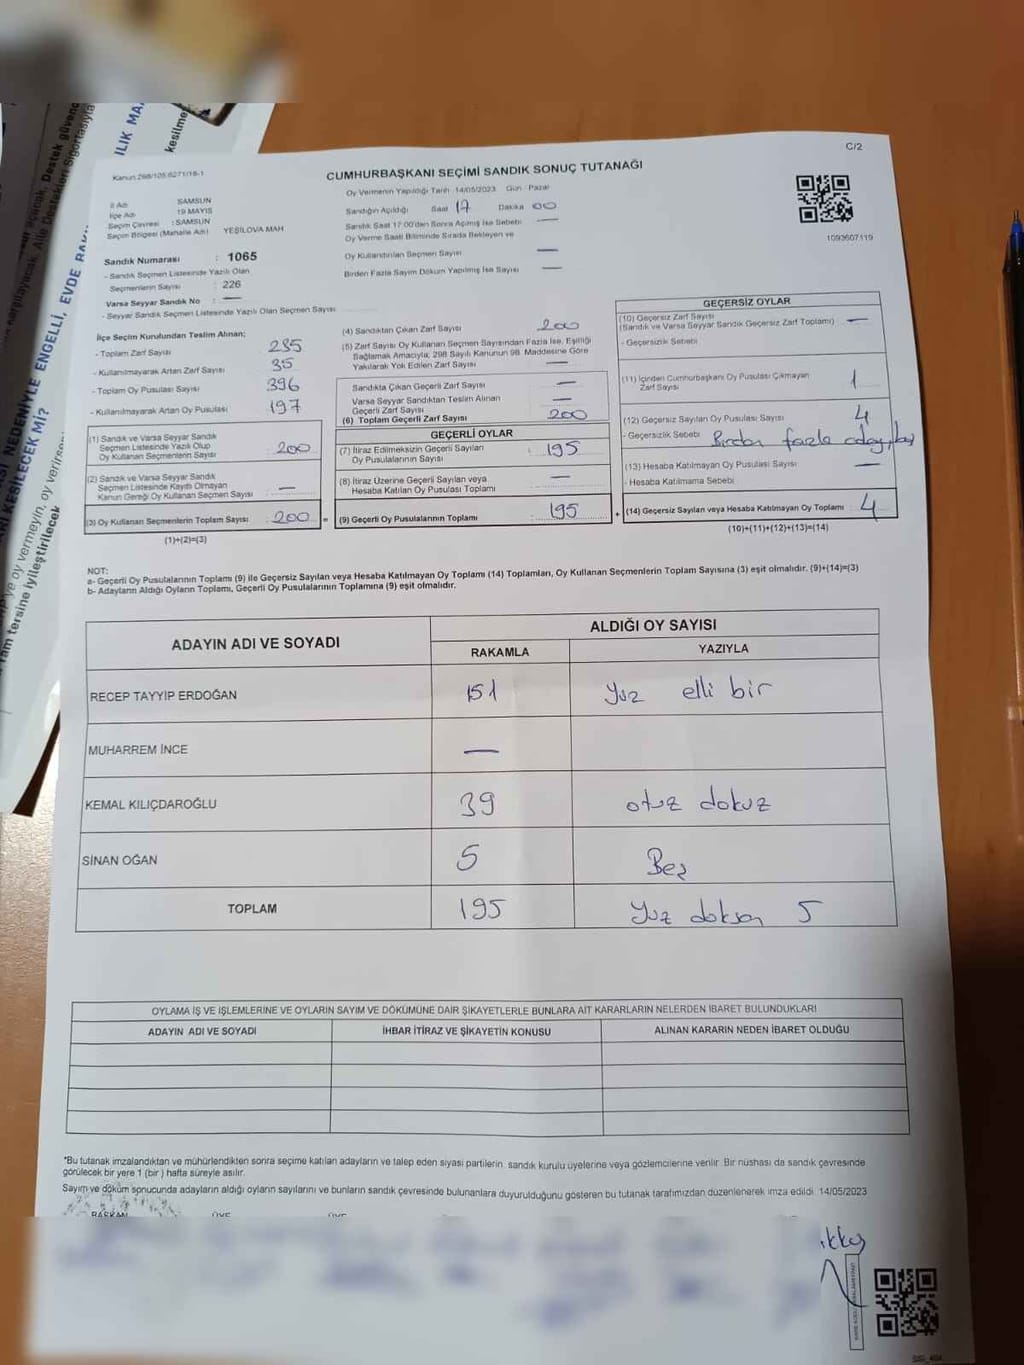 ILIK MA
kesilme
C/2
Kanun 298/105.6271/18-1
CUMHURBAŞKANI SEÇİMİ SANDIK SONUÇ TUTANAĞI
Oy Vermenin Yapıldığı Tarih 14/05/2023 Gün Pazar
İl Adı SAMSUN
İlçe Adı 19 MAYIS
Seçim Çevresi : SAMSUN
Seçim Bölgesi (Mahalle Adı) YEŞİLOVA MAH
Sandığın Açıldığı Saat 17 Dakika 00
Sandık Saat 17:00'den Sonra Açılmış İse Sebebi —
Oy Verme Saati Bitiminde Sırada Bekleyen ve
Oy Kullandırılan Seçmen Sayısı —
Birden Fazla Sayım Döküm Yapılmış İse Sayısı —
1093607119
Sandık Numarası : 1065
- Sandık Seçmen Listesinde Yazılı Olan
Seçmenlerin Sayısı : 226
Varsa Seyyar Sandık No : —
- Seyyar Sandık Seçmen Listesinde Yazılı Olan Seçmen Sayısı
İlçe Seçim Kurulundan Teslim Alınan;
- Toplam Zarf Sayısı 235
- Kullanılmayarak Artan Zarf Sayısı 35
- Toplam Oy Pusulası Sayısı 396
- Kullanılmayarak Artan Oy Pusulası 197
(1) Sandık ve Varsa Seyyar Sandık
Seçmen Listesinde Yazılı Olup
Oy Kullanan Seçmenlerin Sayısı : 200
(2) Sandık ve Varsa Seyyar Sandık
Seçmen Listesinde Kayıtlı Olmayan
Kanun Gereği Oy Kullanan Seçmen Sayısı —
(3) Oy Kullanan Seçmenlerin Toplam Sayısı : 200 =
(1)+(2)=(3)
(4) Sandıktan Çıkan Zarf Sayısı 200
(5) Zarf Sayısı Oy Kullanan Seçmen Sayısından Fazla İse, Eşitliği
Sağlamak Amacıyla; 298 Sayılı Kanunun 98. Maddesine Göre
Yakılarak Yok Edilen Zarf Sayısı —
Sandıkta Çıkan Geçerli Zarf Sayısı —
Varsa Seyyar Sandıktan Teslim Alınan
Geçerli Zarf Sayısı —
(6) Toplam Geçerli Zarf Sayısı 200
GEÇERLİ OYLAR
(7) İtiraz Edilmeksizin Geçerli Sayılan
Oy Pusulalarının Sayısı : 195
(8) İtiraz Üzerine Geçerli Sayılan veya
Hesaba Katılan Oy Pusulası Toplamı : —
(9) Geçerli Oy Pusulalarının Toplamı : 195 +
GEÇERSİZ OYLAR
(10) Geçersiz Zarf Sayısı
(Sandık ve Varsa Seyyar Sandık Geçersiz Zarf Toplamı) —
- Geçersizlik Sebebi
(11) İçinden Cumhurbaşkanı Oy Pusulası Çıkmayan
Zarf Sayısı 1
(12) Geçersiz Sayılan Oy Pusulası Sayısı 4
- Geçersizlik Sebebi Birden fazla
(13) Hesaba Katılmayan Oy Pusulası Sayısı —
- Hesaba Katılmama Sebebi
(14) Geçersiz Sayılan veya Hesaba Katılmayan Oy Toplamı : 4
(10)+(11)+(12)+(13)=(14)
NOT:
a- Geçerli Oy Pusulalarının Toplamı (9) ile Geçersiz Sayılan veya Hesaba Katılmayan Oy Toplamı (14) Toplamları, Oy Kullanan Seçmenlerin Toplam Sayısına (3) eşit olmalıdır. (9)+(14)=(3)
b- Adayların Aldığı Oyların Toplamı, Geçerli Oy Pusulalarının Toplamına (9) eşit olmalıdır.
ADAYIN ADI VE SOYADI
ALDIĞI OY SAYISI
RAKAMLA YAZIYLA
RECEP TAYYİP ERDOĞAN 151 Yuz elli bir
MUHARREM İNCE —
KEMAL KILIÇDAROĞLU 39 otuz dokuz
SİNAN OĞAN 5 Beş
TOPLAM 195 Yuz doksan 5
OYLAMA İŞ VE İŞLEMLERİNE VE OYLARIN SAYIM VE DÖKÜMÜNE DAİR ŞİKAYETLERLE BUNLARA AİT KARARLARIN NELERDEN İBARET BULUNDUKLARI
ADAYIN ADI VE SOYADI İHBAR İTİRAZ VE ŞİKAYETİN KONUSU ALINAN KARARIN NEDEN İBARET OLDUĞU
*Bu tutanak imzalandıktan ve mühürlendikten sonra seçime katılan adayların ve talep eden siyasi partilerin, sandık kurulu üyelerine veya gözlemcilerine verilir. Bir nüshası da sandık çevresinde
görülecek bir yere 1 (bir) hafta süreyle asılır.
Sayım ve döküm sonucunda adayların aldığı oyların sayılarını ve bunların sandık çevresinde bulunanlara duyurulduğunu gösteren bu tutanak tarafımızdan düzenlenerek imza edildi. 14/05/2023
BAŞKAN ÜYE ÜYE